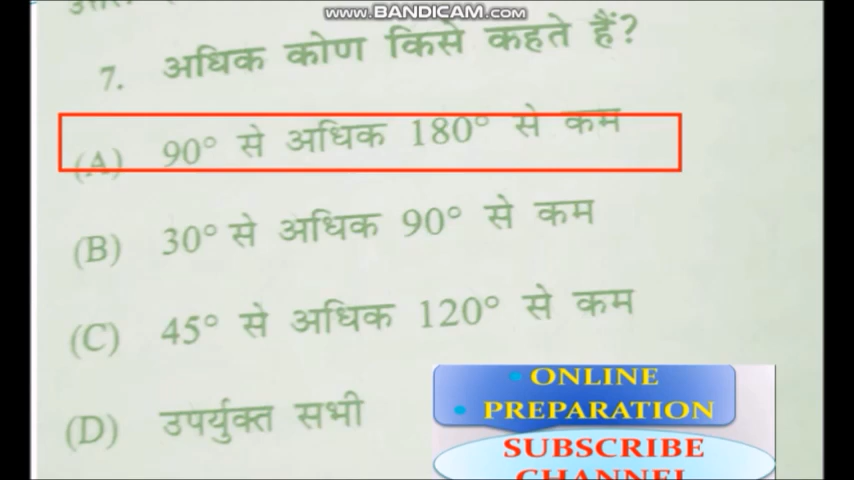 www.BANDICAM.com
7. अधिक कोण किसे कहते हैं?
(A) 90° से अधिक 180° से कम
(B) 30° से अधिक 90° से कम
(C) 45° से अधिक 120° से कम
(D) उपर्युक्त सभी
• ONLINE
• PREPARATION
SUBSCRIBE
CHANNEL